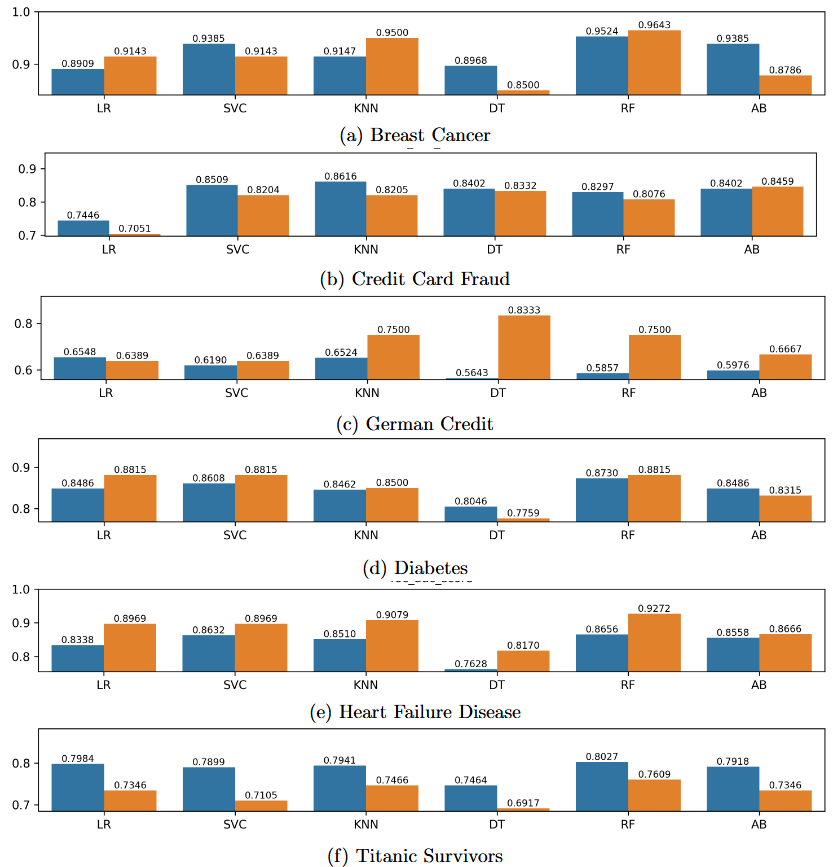 1.0
0.8909 0.9143 0.9385 0.9143 0.9147 0.9500 0.8968 0.8500 0.9524 0.9643 0.9385 0.8786
0.9
LR SVC KNN DT RF AB
(a) Breast Cancer
0.9
0.7446 0.7051 0.8509 0.8204 0.8616 0.8205 0.8402 0.8332 0.8297 0.8076 0.8402 0.8459
0.8
0.7
LR SVC KNN DT RF AB
(b) Credit Card Fraud
0.8
0.6548 0.6389 0.6190 0.6389 0.6524 0.7500 0.5643 0.8333 0.5857 0.7500 0.5976 0.6667
0.6
LR SVC KNN DT RF AB
(c) German Credit
0.9
0.8486 0.8815 0.8608 0.8815 0.8462 0.8500 0.8046 0.7759 0.8730 0.8815 0.8486 0.8315
0.8
LR SVC KNN DT RF AB
(d) Diabetes
1.0
0.9
0.8338 0.8969 0.8632 0.8969 0.8510 0.9079 0.7628 0.8170 0.8656 0.9272 0.8558 0.8666
0.8
LR SVC KNN DT RF AB
(e) Heart Failure Disease
0.8
0.7984 0.7346 0.7899 0.7105 0.7941 0.7466 0.7464 0.6917 0.8027 0.7609 0.7918 0.7346
0.7
LR SVC KNN DT RF AB
(f) Titanic Survivors